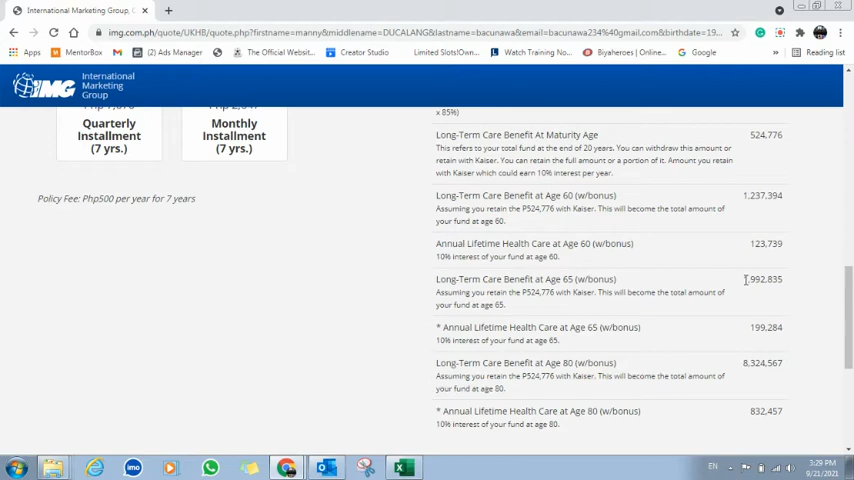 International Marketing Group, C
img.com.ph/quote/UKHB/quote.php?firstname=manny&middlename=DUCALANG&lastname=bacunawa&email=bacunawa234%40gmail.com&birthdate=19...
Apps MentorBox (2) Ads Manager The Official Website... Creator Studio Limited Slots!Own... Watch Training No... Biyaheroes | Online... Google » Reading list
IMG
International
Marketing
Group
Quarterly
Installment
(7 yrs.)
Monthly
Installment
(7 yrs.)
Policy Fee: Php500 per year for 7 years
x 85%)
Long-Term Care Benefit At Maturity Age 524,776
This refers to your total fund at the end of 20 years. You can withdraw this amount or
retain with Kaiser. You can retain the full amount or a portion of it. Amount you retain
with Kaiser which could earn 10% interest per year.
Long-Term Care Benefit at Age 60 (w/bonus) 1,237,394
Assuming you retain the P524,776 with Kaiser. This will become the total amount of
your fund at age 60.
Annual Lifetime Health Care at Age 60 (w/bonus) 123,739
10% interest of your fund at age 60.
Long-Term Care Benefit at Age 65 (w/bonus) ,992,835
Assuming you retain the P524,776 with Kaiser. This will become the total amount of
your fund at age 65.
* Annual Lifetime Health Care at Age 65 (w/bonus) 199,284
10% interest of your fund at age 65.
Long-Term Care Benefit at Age 80 (w/bonus) 8,324,567
Assuming you retain the P524,776 with Kaiser. This will become the total amount of
your fund at age 80.
* Annual Lifetime Health Care at Age 80 (w/bonus) 832,457
10% interest of your fund at age 80.
imo
EN
3:29 PM
9/21/2021